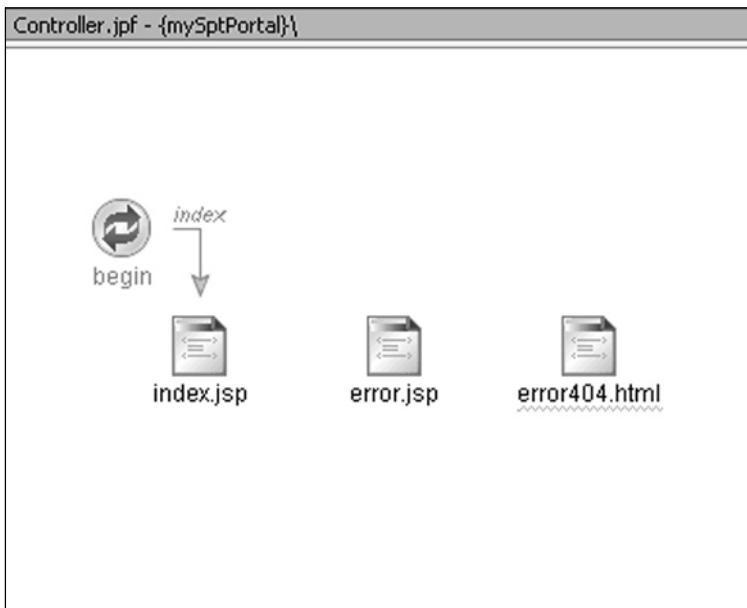 Controller.jpf - {mySptPortal}\
index
begin
index.jsp
error.jsp
error404.html